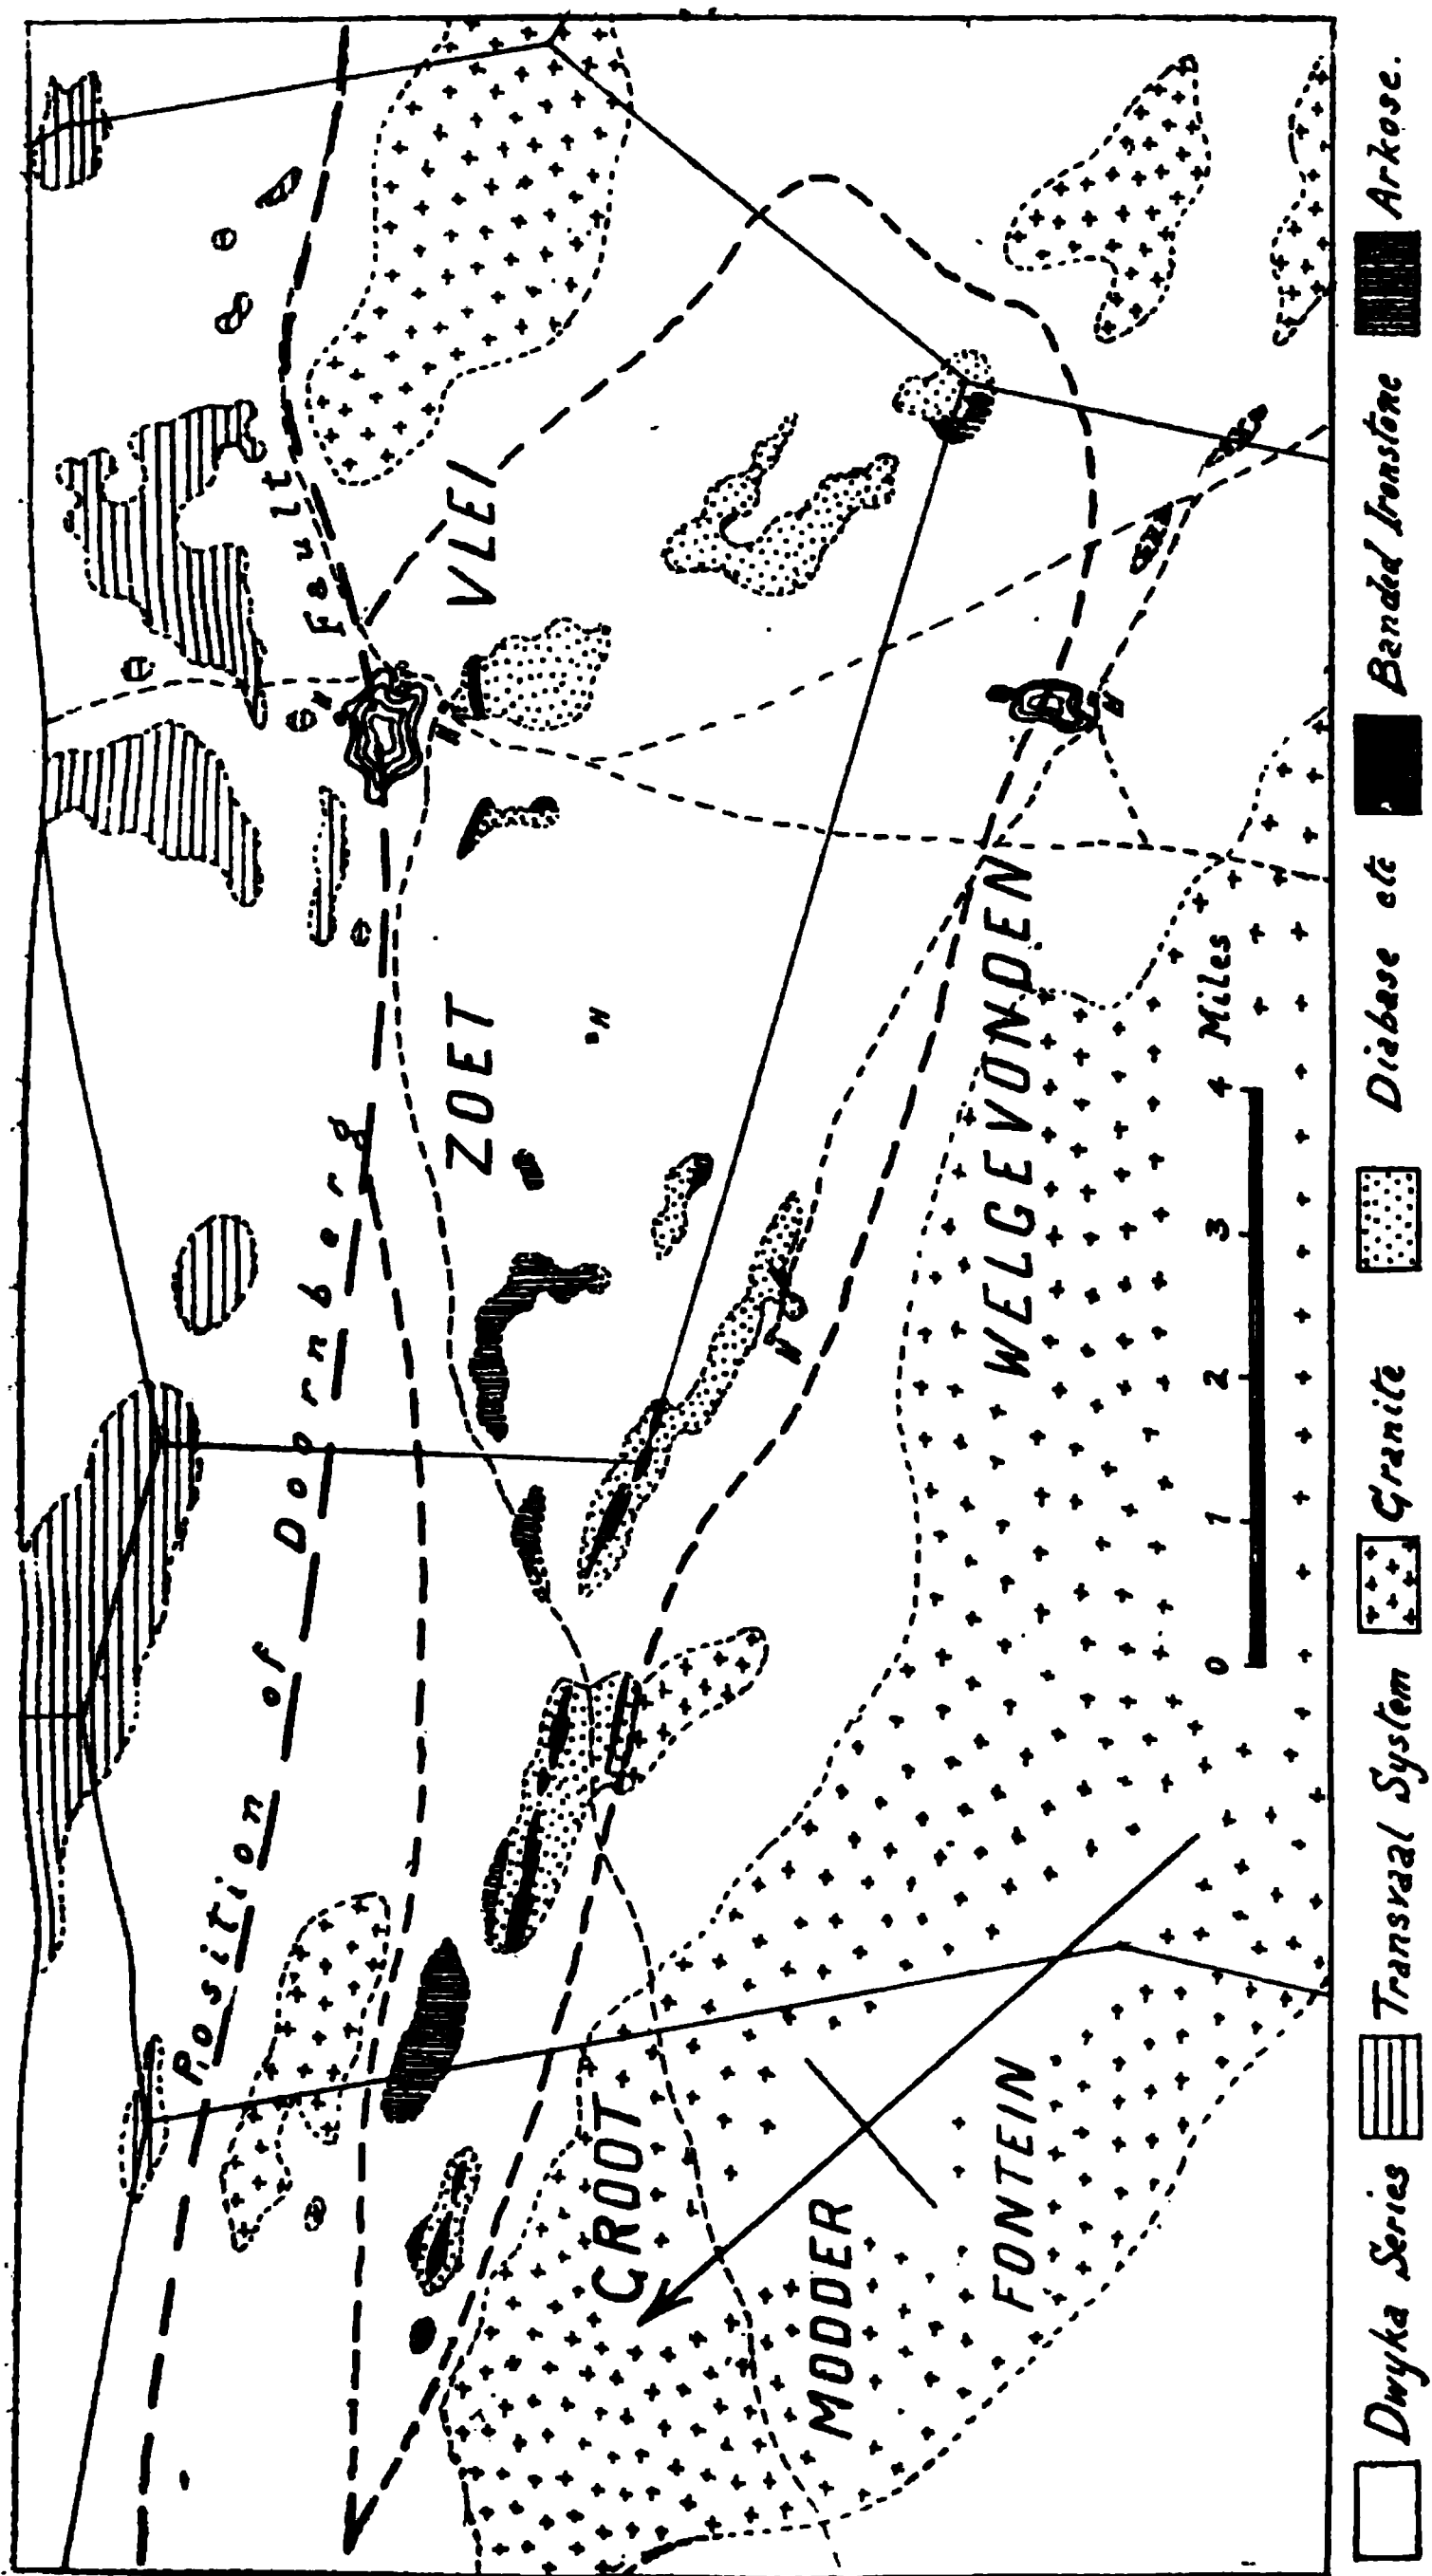 Position of Doornberg Fault
ZOET VLEI
GROOT
MODDER
FONTEIN
WELGEVONDEN
H
H
H
H
H
0 1 2 3 4 Miles
Dwyka Series Transvaal System Granite Diabase etc Banded Ironstone Arkose.